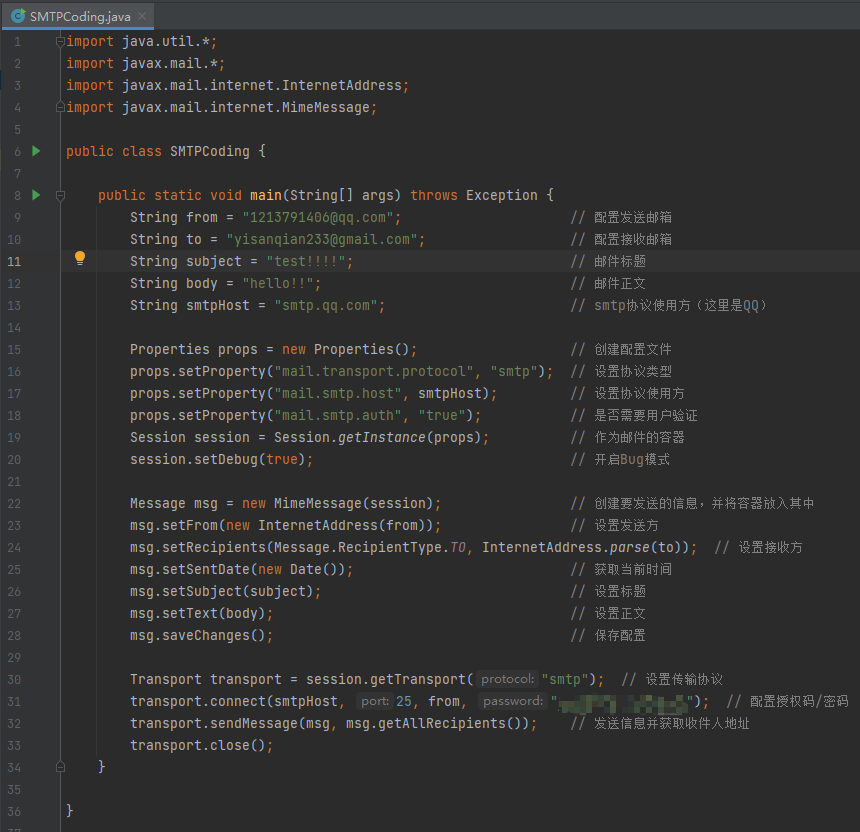 SMTPCoding.java
1 import java.util.*;
2 import javax.mail.*;
3 import javax.mail.internet.InternetAddress;
4 import javax.mail.internet.MimeMessage;
5
6 public class SMTPCoding {
7
8 public static void main(String[] args) throws Exception {
9 String from = "1213791406@qq.com"; // 配置发送邮箱
10 String to = "yisanqian233@gmail.com"; // 配置接收邮箱
11 String subject = "test!!!!"; // 邮件标题
12 String body = "hello!!"; // 邮件正文
13 String smtpHost = "smtp.qq.com"; // smtp协议使用方（这里是QQ）
14
15 Properties props = new Properties(); // 创建配置文件
16 props.setProperty("mail.transport.protocol", "smtp"); // 设置协议类型
17 props.setProperty("mail.smtp.host", smtpHost); // 设置协议使用方
18 props.setProperty("mail.smtp.auth", "true"); // 是否需要用户验证
19 Session session = Session.getInstance(props); // 作为邮件的容器
20 session.setDebug(true); // 开启Bug模式
21
22 Message msg = new MimeMessage(session); // 创建要发送的信息，并将容器放入其中
23 msg.setFrom(new InternetAddress(from)); // 设置发送方
24 msg.setRecipients(Message.RecipientType.TO, InternetAddress.parse(to)); // 设置接收方
25 msg.setSentDate(new Date()); // 获取当前时间
26 msg.setSubject(subject); // 设置标题
27 msg.setText(body); // 设置正文
28 msg.saveChanges(); // 保存配置
29
30 Transport transport = session.getTransport( protocol: "smtp"); // 设置传输协议
31 transport.connect(smtpHost, port: 25, from, password: ""); // 配置授权码/密码
32 transport.sendMessage(msg, msg.getAllRecipients()); // 发送信息并获取收件人地址
33 transport.close();
34 }
35
36 }